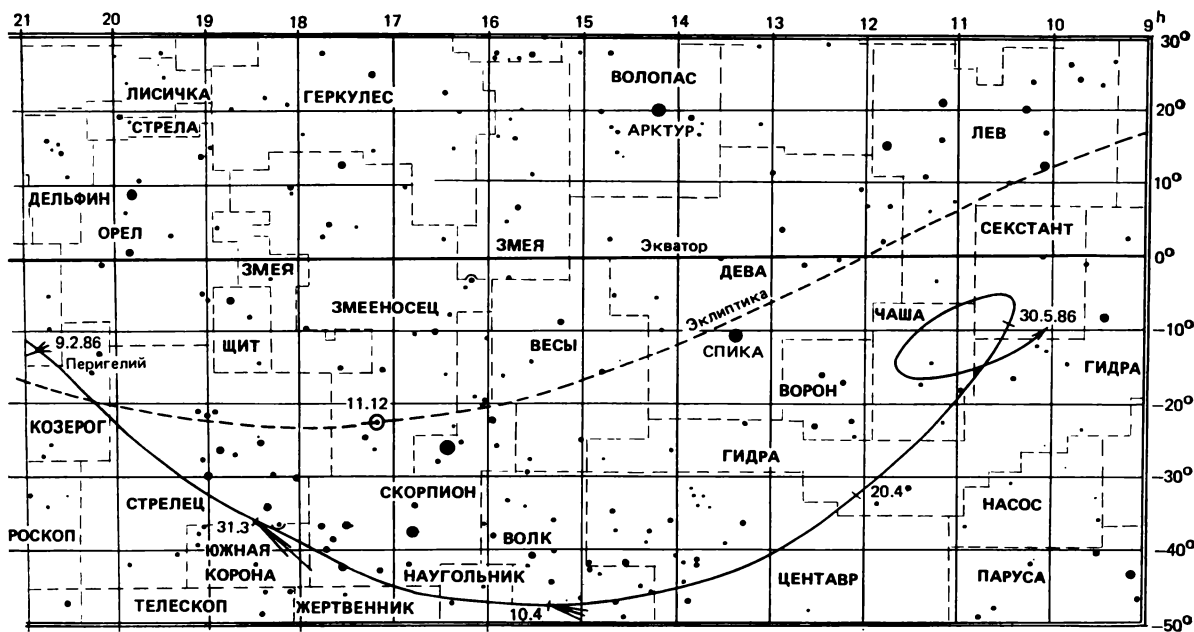 21 20 19 18 17 16 15 14 13 12 11 10 9ʰ
30°
ВОЛОПАС
ЛИСИЧКА
ГЕРКУЛЕС
20°
СТРЕЛА
АРКТУР
ЛЕВ
10°
ДЕЛЬФИН
ОРЕЛ
СЕКСТАНТ
ЗМЕЯ
Экватор
0°
ЗМЕЯ
ДЕВА
ЗМЕЕНОСЕЦ
Эклиптика
ЧАША
30.5.86
-10°
9.2.86
ЩИТ
ВЕСЫ
СПИКА
Перигелий
ГИДРА
ВОРОН
11.12
-20°
КОЗЕРОГ
ГИДРА
-30°
СКОРПИОН
20.4
СТРЕЛЕЦ
НАСОС
31.3
РОСКОП
ВОЛК
ЮЖНАЯ
-40°
КОРОНА
НАУГОЛЬНИК
ЦЕНТАВР
ПАРУСА
ТЕЛЕСКОП
ЖЕРТВЕННИК
10.4
-50°